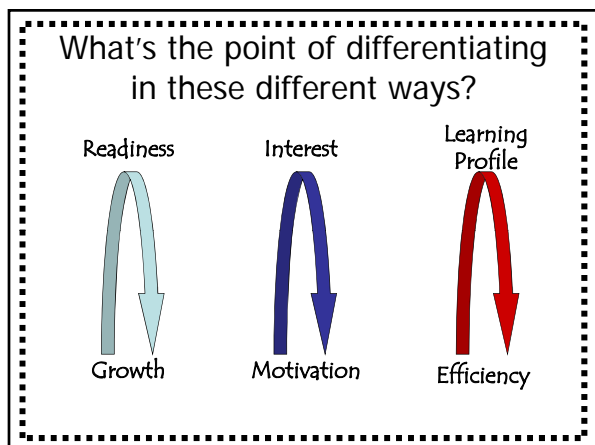 What's the point of differentiating
in these different ways?
Readiness
Interest
Learning
Profile
Growth
Motivation
Efficiency